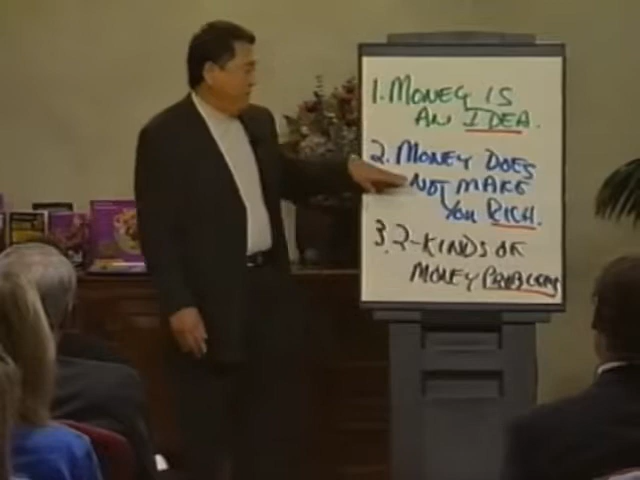 1. MONEY IS
AN IDEA.
2. MONEY DOES
NOT MAKE
YOU RICH.
3. 2-KINDS OF
MONEY PROBLEMS